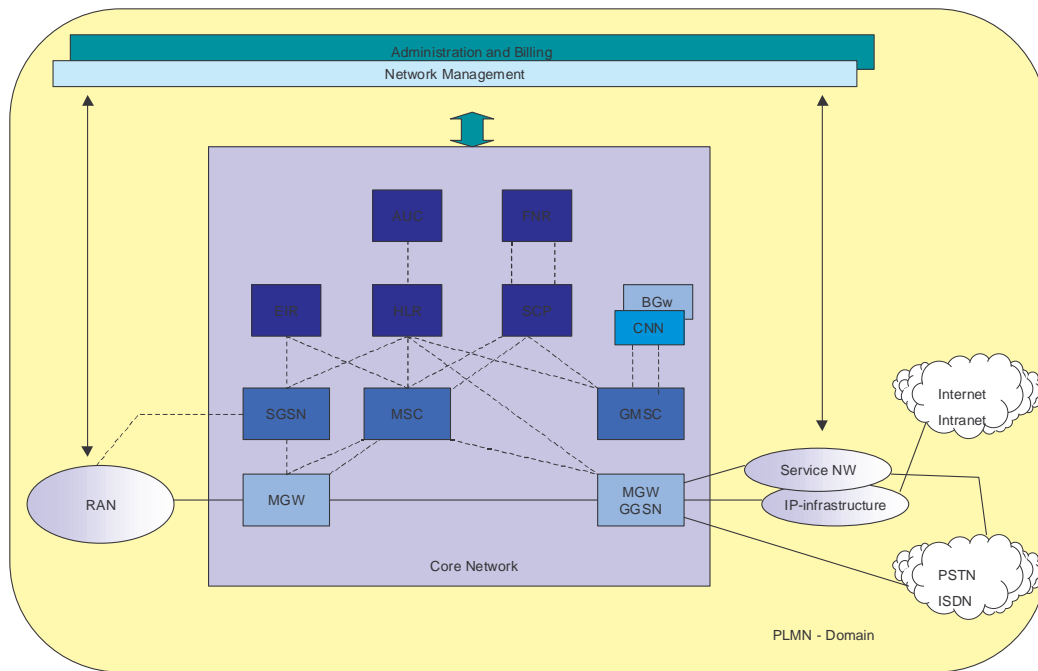 Administration and Billing
Network Management
AUC
FNR
EIR
HLR
SCP
BGw
CNN
SGSN
MSC
GMSC
Internet
Intranet
RAN
MGW
MGW
GGSN
Service NW
IP-infrastructure
Core Network
PSTN
ISDN
PLMN - Domain